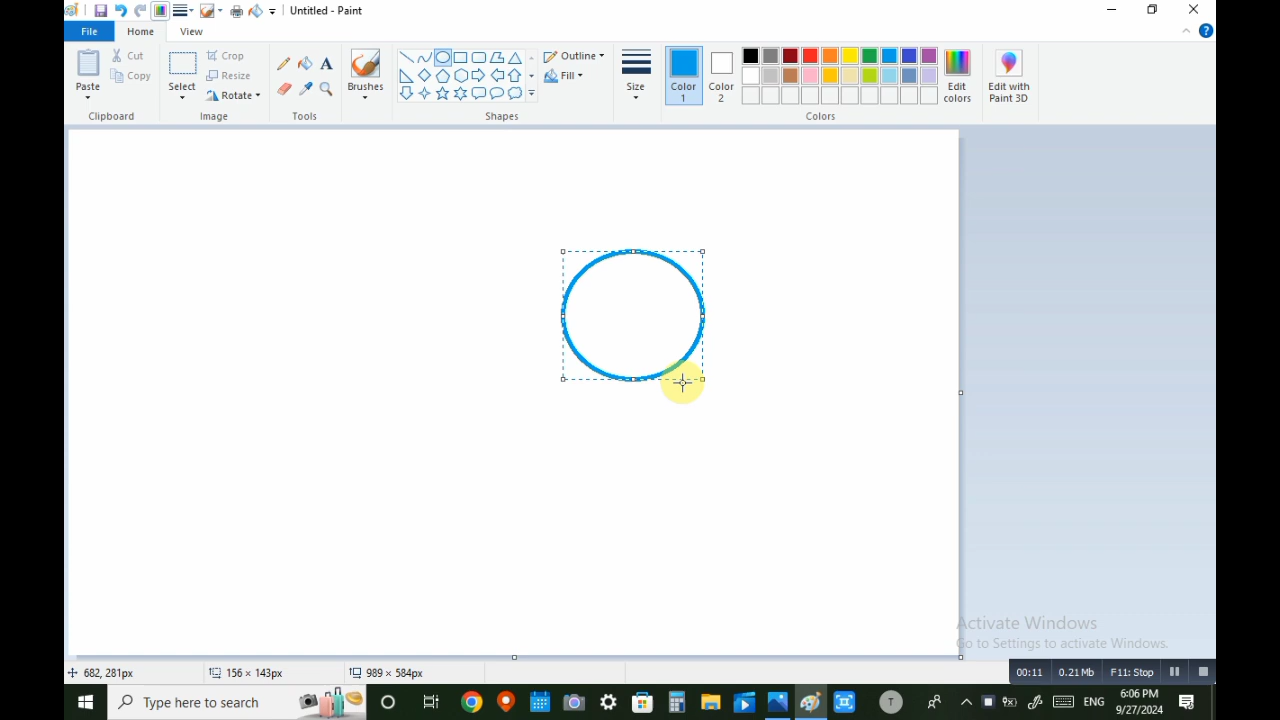 Untitled - Paint
File Home View
Paste
Cut
Copy
Clipboard
Select
Crop
Resize
Rotate
Image
Tools
Brushes
Shapes
Outline
Fill
Size
Color
1
Color
2
Colors
Edit
colors
Edit with
Paint 3D
Activate Windows
Go to Settings to activate Windows.
682, 281px 156 × 143px 989 × 584px
00:11 0.21 Mb F11: Stop
Type here to search
T
ENG
6:06 PM
9/27/2024